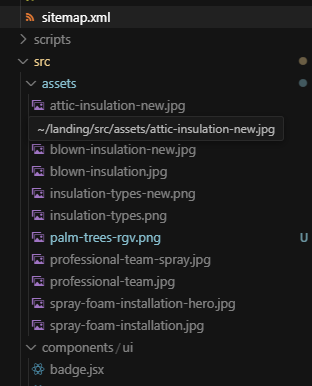 sitemap.xml
scripts
src
assets
attic-insulation-new.jpg
~/landing/src/assets/attic-insulation-new.jpg
blown-insulation-new.jpg
blown-insulation.jpg
insulation-types-new.png
insulation-types.png
palm-trees-rgv.png U
professional-team-spray.jpg
professional-team.jpg
spray-foam-installation-hero.jpg
spray-foam-installation.jpg
components/ui
badge.jsx